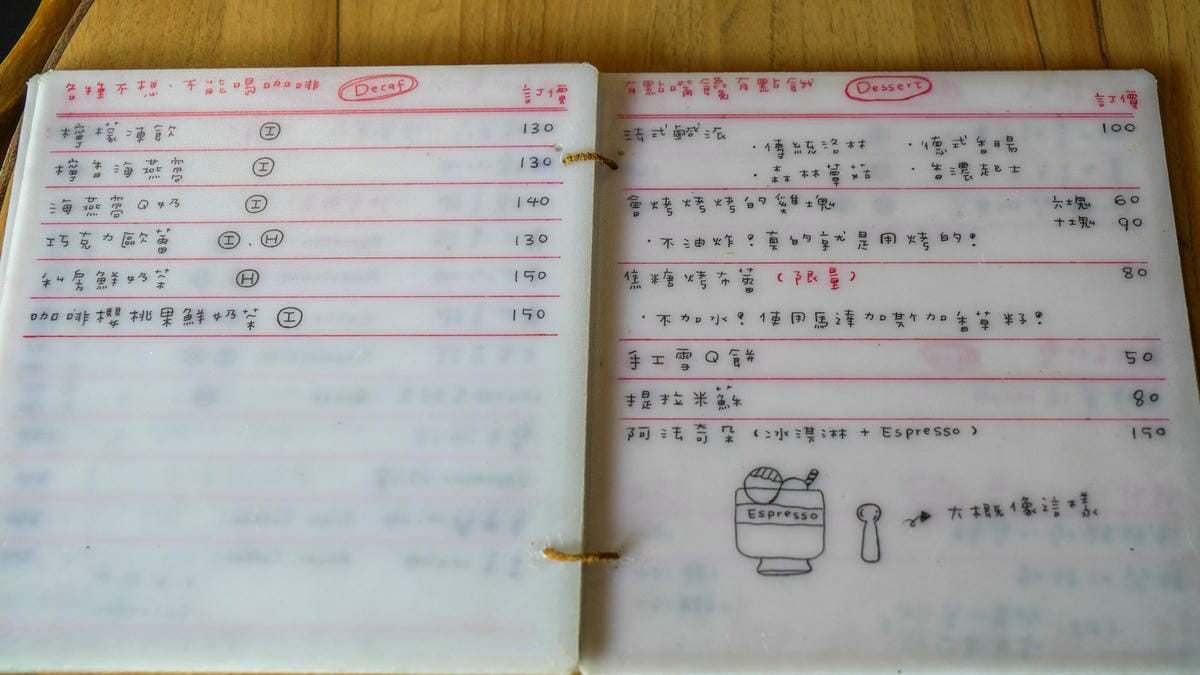 各種不想、不能喝咖啡 Decaf 訂價
檸檬凍飲 I 130
檸香海燕窩 I 130
海燕窩Q奶 I 140
巧克力歐蕾 I、H 130
私房鮮奶茶 H 150
咖啡櫻桃果鮮奶茶 I 150
有點嘴饞有點餓 Dessert 訂價
法式鹹派 100
・傳統洛林 ・德式香腸
・森林蘑菇 ・香濃起士
會烤烤烤的雞塊 六塊 60
十塊 90
・不油炸!真的就是用烤的!
焦糖烤布蕾(限量) 80
・不加水!使用馬達加斯加香草籽!
手工雪Q餅 50
提拉米蘇 80
阿法奇朵(冰淇淋 + Espresso) 150
Espresso
大概像這樣